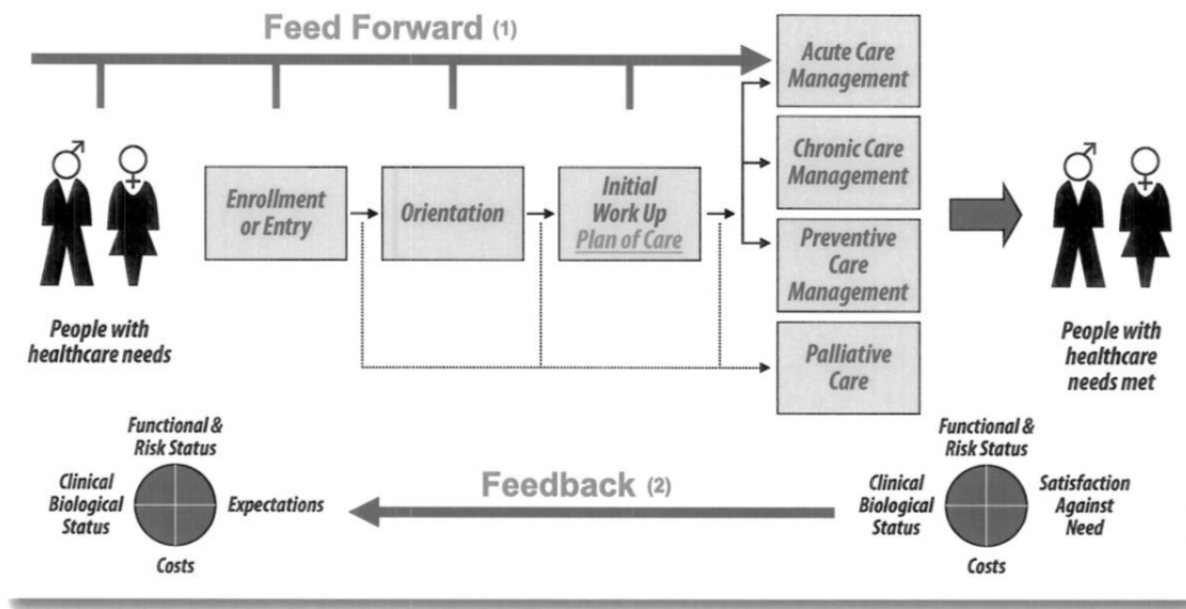 Feed Forward (1)
Acute Care
Management
Chronic Care
Management
Enrollment
or Entry
Orientation
Initial
Work Up
Plan of Care
Preventive
Care
Management
People with
healthcare needs
Palliative
Care
People with
healthcare
needs met
Functional &
Risk Status
Clinical
Biological
Status
Expectations
Costs
Feedback (2)
Functional &
Risk Status
Clinical
Biological
Status
Satisfaction
Against
Need
Costs